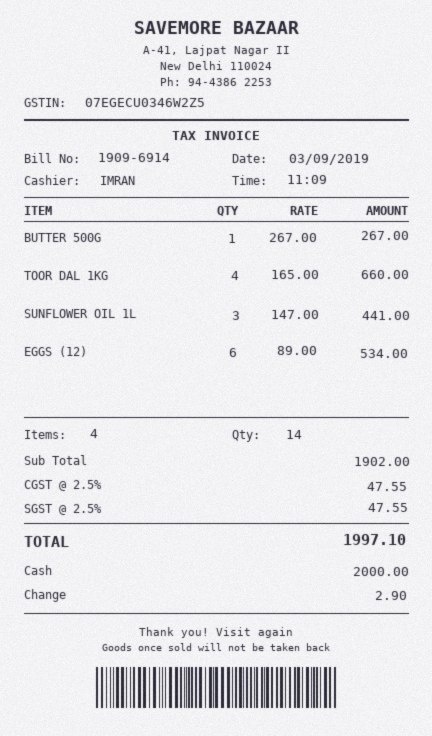 SAVEMORE BAZAAR
A-41, Lajpat Nagar II
New Delhi 110024
Ph: 94-4386 2253
GSTIN: 07EGECU0346W2Z5
TAX INVOICE
Bill No: 1909-6914 Date: 03/09/2019
Cashier: IMRAN Time: 11:09
ITEM QTY RATE AMOUNT
BUTTER 500G 1 267.00 267.00
TOOR DAL 1KG 4 165.00 660.00
SUNFLOWER OIL 1L 3 147.00 441.00
EGGS (12) 6 89.00 534.00
Items: 4 Qty: 14
Sub Total 1902.00
CGST @ 2.5% 47.55
SGST @ 2.5% 47.55
TOTAL 1997.10
Cash 2000.00
Change 2.90
Thank you! Visit again
Goods once sold will not be taken back